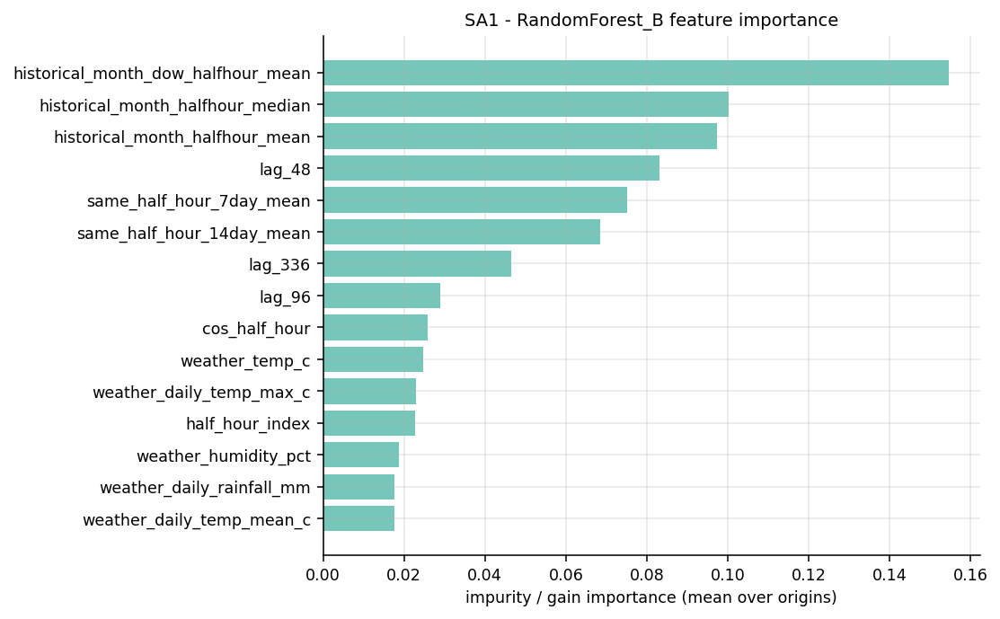 SA1 - RandomForest_B feature importance
historical_month_dow_halfhour_mean
historical_month_halfhour_median
historical_month_halfhour_mean
lag_48
same_half_hour_7day_mean
same_half_hour_14day_mean
lag_336
lag_96
cos_half_hour
weather_temp_c
weather_daily_temp_max_c
half_hour_index
weather_humidity_pct
weather_daily_rainfall_mm
weather_daily_temp_mean_c
0.00 0.02 0.04 0.06 0.08 0.10 0.12 0.14 0.16
impurity / gain importance (mean over origins)